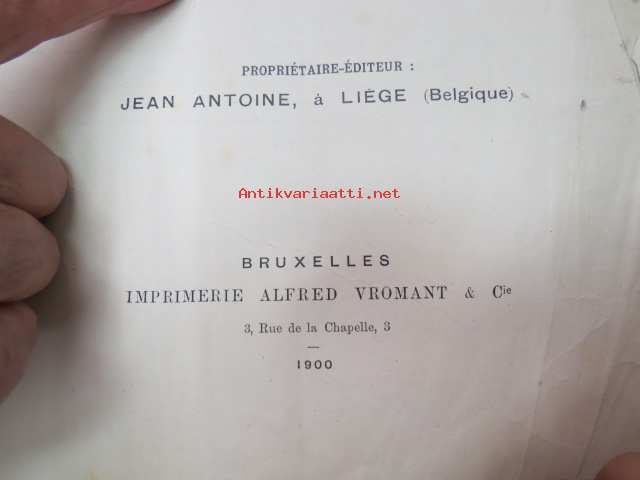 PROPRIÉTAIRE-ÉDITEUR :
JEAN ANTOINE, à LIÉGE (Belgique)
Antikvariaatti.net
BRUXELLES
IMPRIMERIE ALFRED VROMANT & Cie
3, Rue de la Chapelle, 3
—
1900